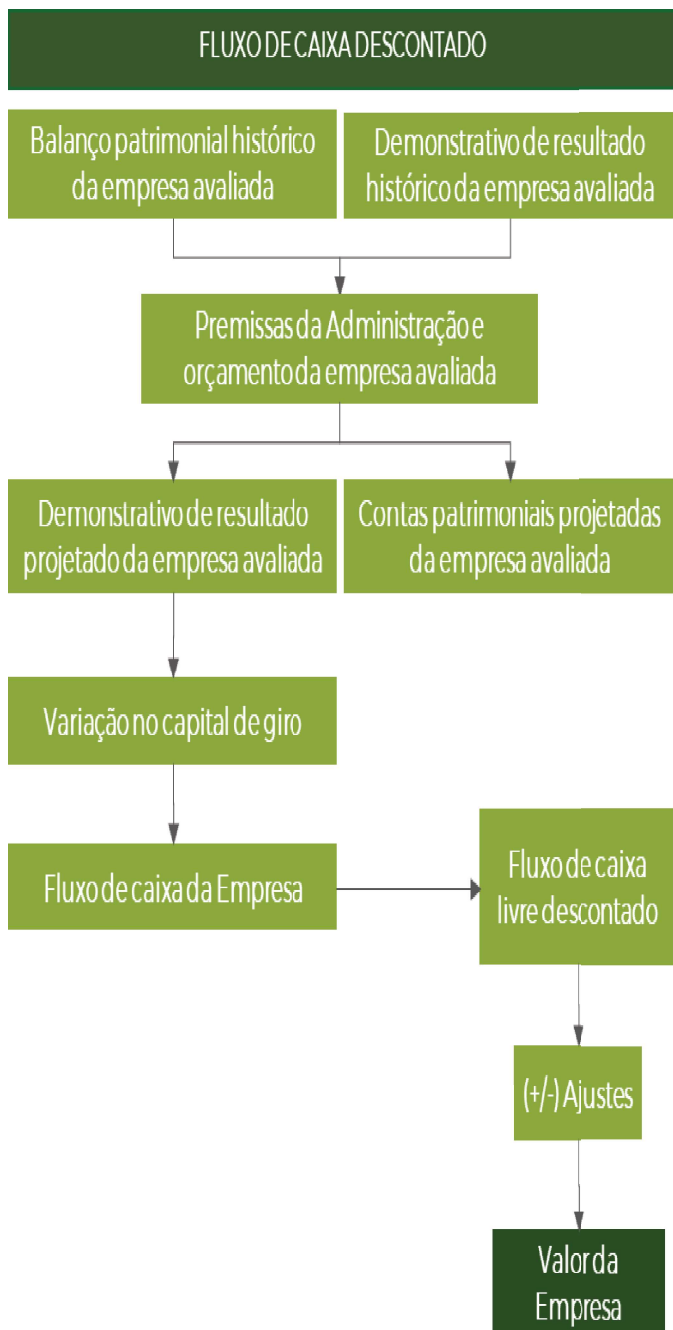 FLUXO DE CAIXA DESCONTADO
Balanço patrimonial histórico
da empresa avaliada
Demonstrativo de resultado
histórico da empresa avaliada
Premissas da Administração e
orçamento da empresa avaliada
Demonstrativo de resultado
projetado da empresa avaliada
Contas patrimoniais projetadas
da empresa avaliada
Variação no capital de giro
Fluxo de caixa da Empresa
Fluxo de caixa
livre descontado
(+/-) Ajustes
Valor da
Empresa